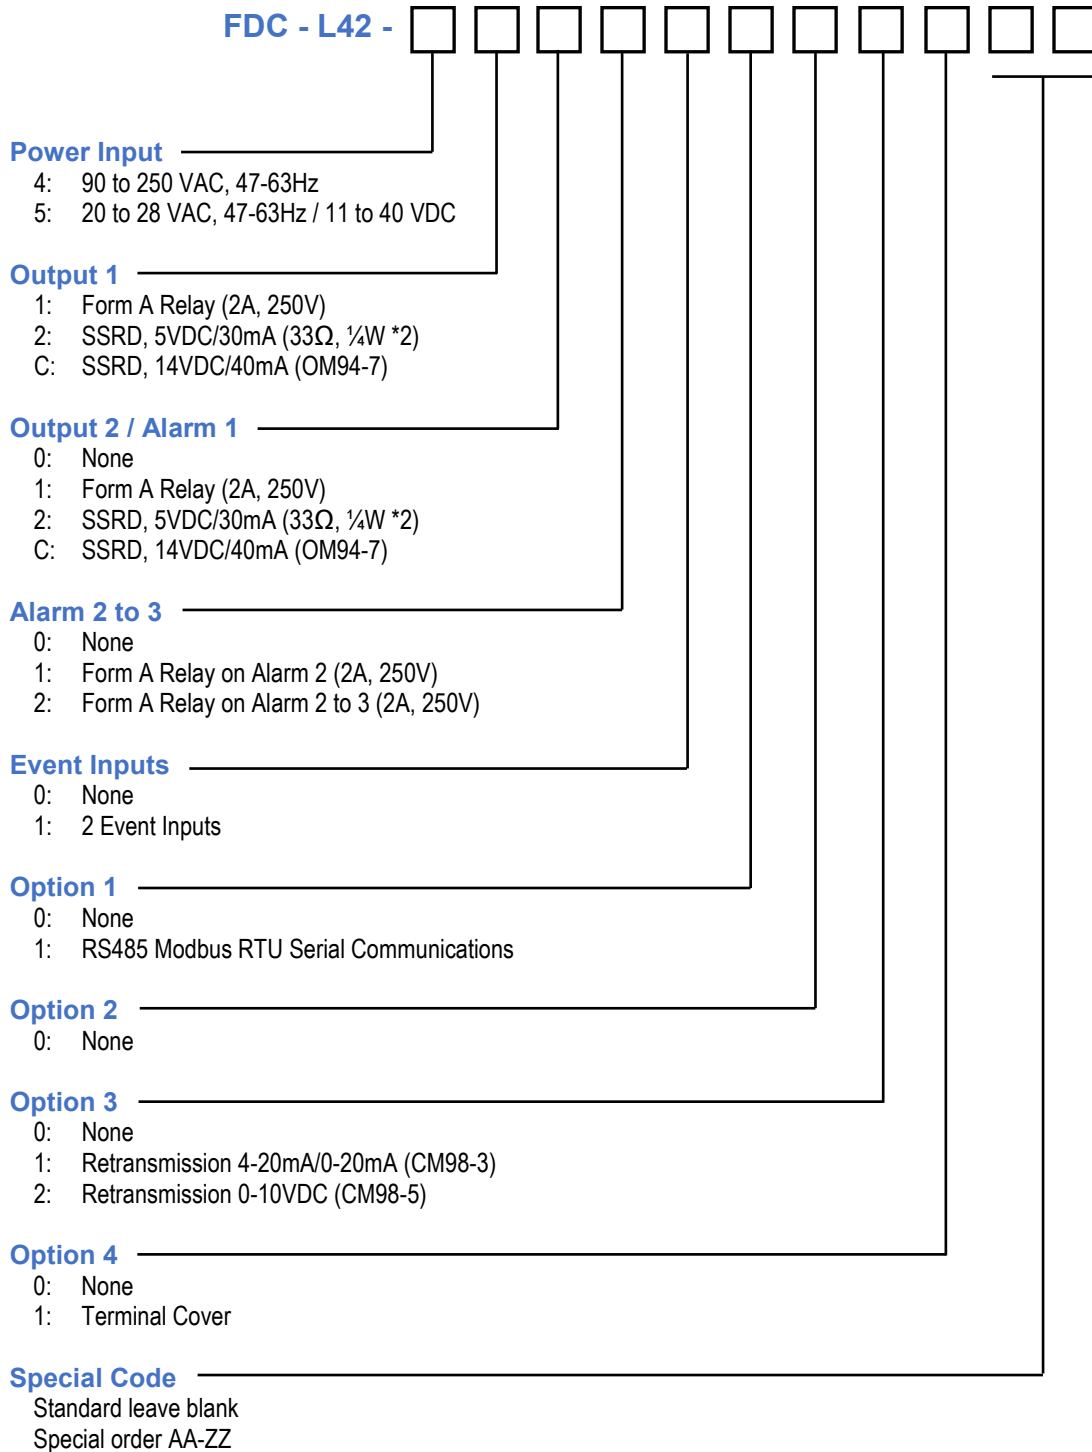 FDC - L42 -
Power Input
4: 90 to 250 VAC, 47-63Hz
5: 20 to 28 VAC, 47-63Hz / 11 to 40 VDC
Output 1
1: Form A Relay (2A, 250V)
2: SSRD, 5VDC/30mA (33Ω, ¼W *2)
C: SSRD, 14VDC/40mA (OM94-7)
Output 2 / Alarm 1
0: None
1: Form A Relay (2A, 250V)
2: SSRD, 5VDC/30mA (33Ω, ¼W *2)
C: SSRD, 14VDC/40mA (OM94-7)
Alarm 2 to 3
0: None
1: Form A Relay on Alarm 2 (2A, 250V)
2: Form A Relay on Alarm 2 to 3 (2A, 250V)
Event Inputs
0: None
1: 2 Event Inputs
Option 1
0: None
1: RS485 Modbus RTU Serial Communications
Option 2
0: None
Option 3
0: None
1: Retransmission 4-20mA/0-20mA (CM98-3)
2: Retransmission 0-10VDC (CM98-5)
Option 4
0: None
1: Terminal Cover
Special Code
Standard leave blank
Special order AA-ZZ